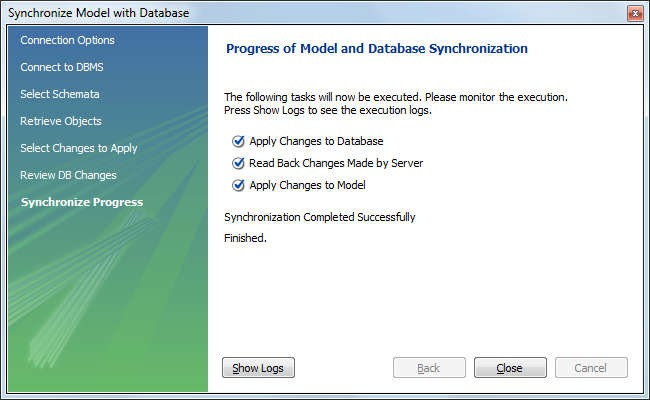 Synchronize Model with Database
Connection Options
Connect to DBMS
Select Schemata
Retrieve Objects
Select Changes to Apply
Review DB Changes
Synchronize Progress
Progress of Model and Database Synchronization
The following tasks will now be executed. Please monitor the execution.
Press Show Logs to see the execution logs.
Apply Changes to Database
Read Back Changes Made by Server
Apply Changes to Model
Synchronization Completed Successfully
Finished.
Show Logs
Back
Close
Cancel